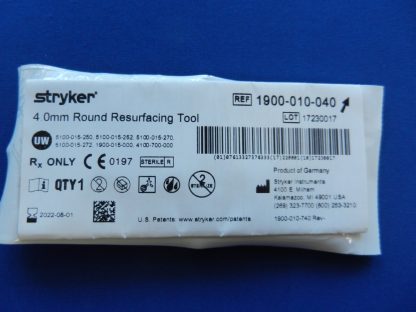 stryker®
REF 1900-010-040
4.0mm Round Resurfacing Tool
LOT 17230017
UW 5100-015-250, 5100-015-252, 5100-015-270,
5100-015-272, 1900-015-000, 4100-700-000
Rx ONLY CE 0197 STERILE R
QTY 1
2022-08-01
U.S. Patents: www.stryker.com/patents
Product of Germany
Stryker Instruments
4100 E. Milham
Kalamazoo, MI 49001 USA
(269) 323-7700 (800) 253-3210
1900-010-740 Rev-